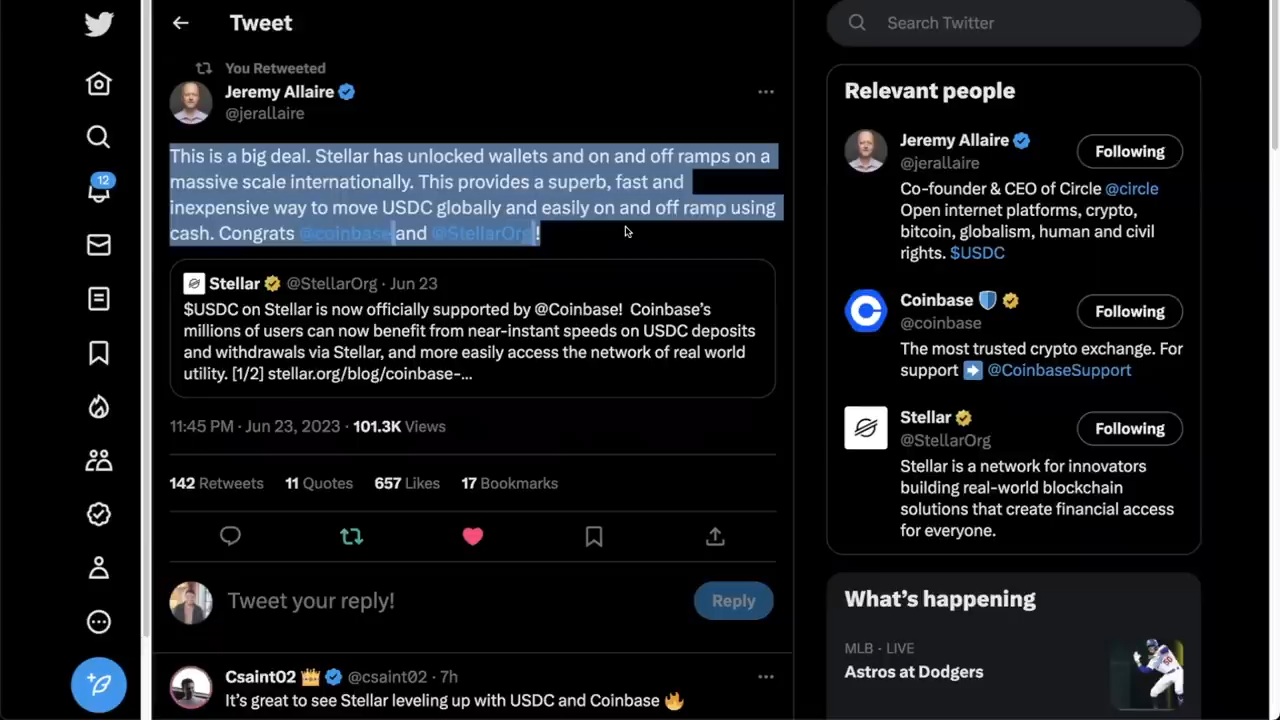 Tweet
Search Twitter
You Retweeted
Jeremy Allaire
@jerallaire
This is a big deal. Stellar has unlocked wallets and on and off ramps on a
massive scale internationally. This provides a superb, fast and
inexpensive way to move USDC globally and easily on and off ramp using
cash. Congrats @coinbase and @StellarOrg!
Stellar @StellarOrg · Jun 23
$USDC on Stellar is now officially supported by @Coinbase! Coinbase’s
millions of users can now benefit from near-instant speeds on USDC deposits
and withdrawals via Stellar, and more easily access the network of real world
utility. [1/2] stellar.org/blog/coinbase-...
11:45 PM · Jun 23, 2023 · 101.3K Views
142 Retweets 11 Quotes 657 Likes 17 Bookmarks
Tweet your reply!
Reply
Csaint02 👑 @csaint02 · 7h
It’s great to see Stellar leveling up with USDC and Coinbase 🔥
12
Relevant people
Jeremy Allaire
@jerallaire
Following
Co-founder & CEO of Circle @circle
Open internet platforms, crypto,
bitcoin, globalism, human and civil
rights. $USDC
Coinbase 🛡️
@coinbase
Following
The most trusted crypto exchange. For
support ➡️ @CoinbaseSupport
Stellar
@StellarOrg
Following
Stellar is a network for innovators
building real-world blockchain
solutions that create financial access
for everyone.
What’s happening
MLB · LIVE
Astros at Dodgers